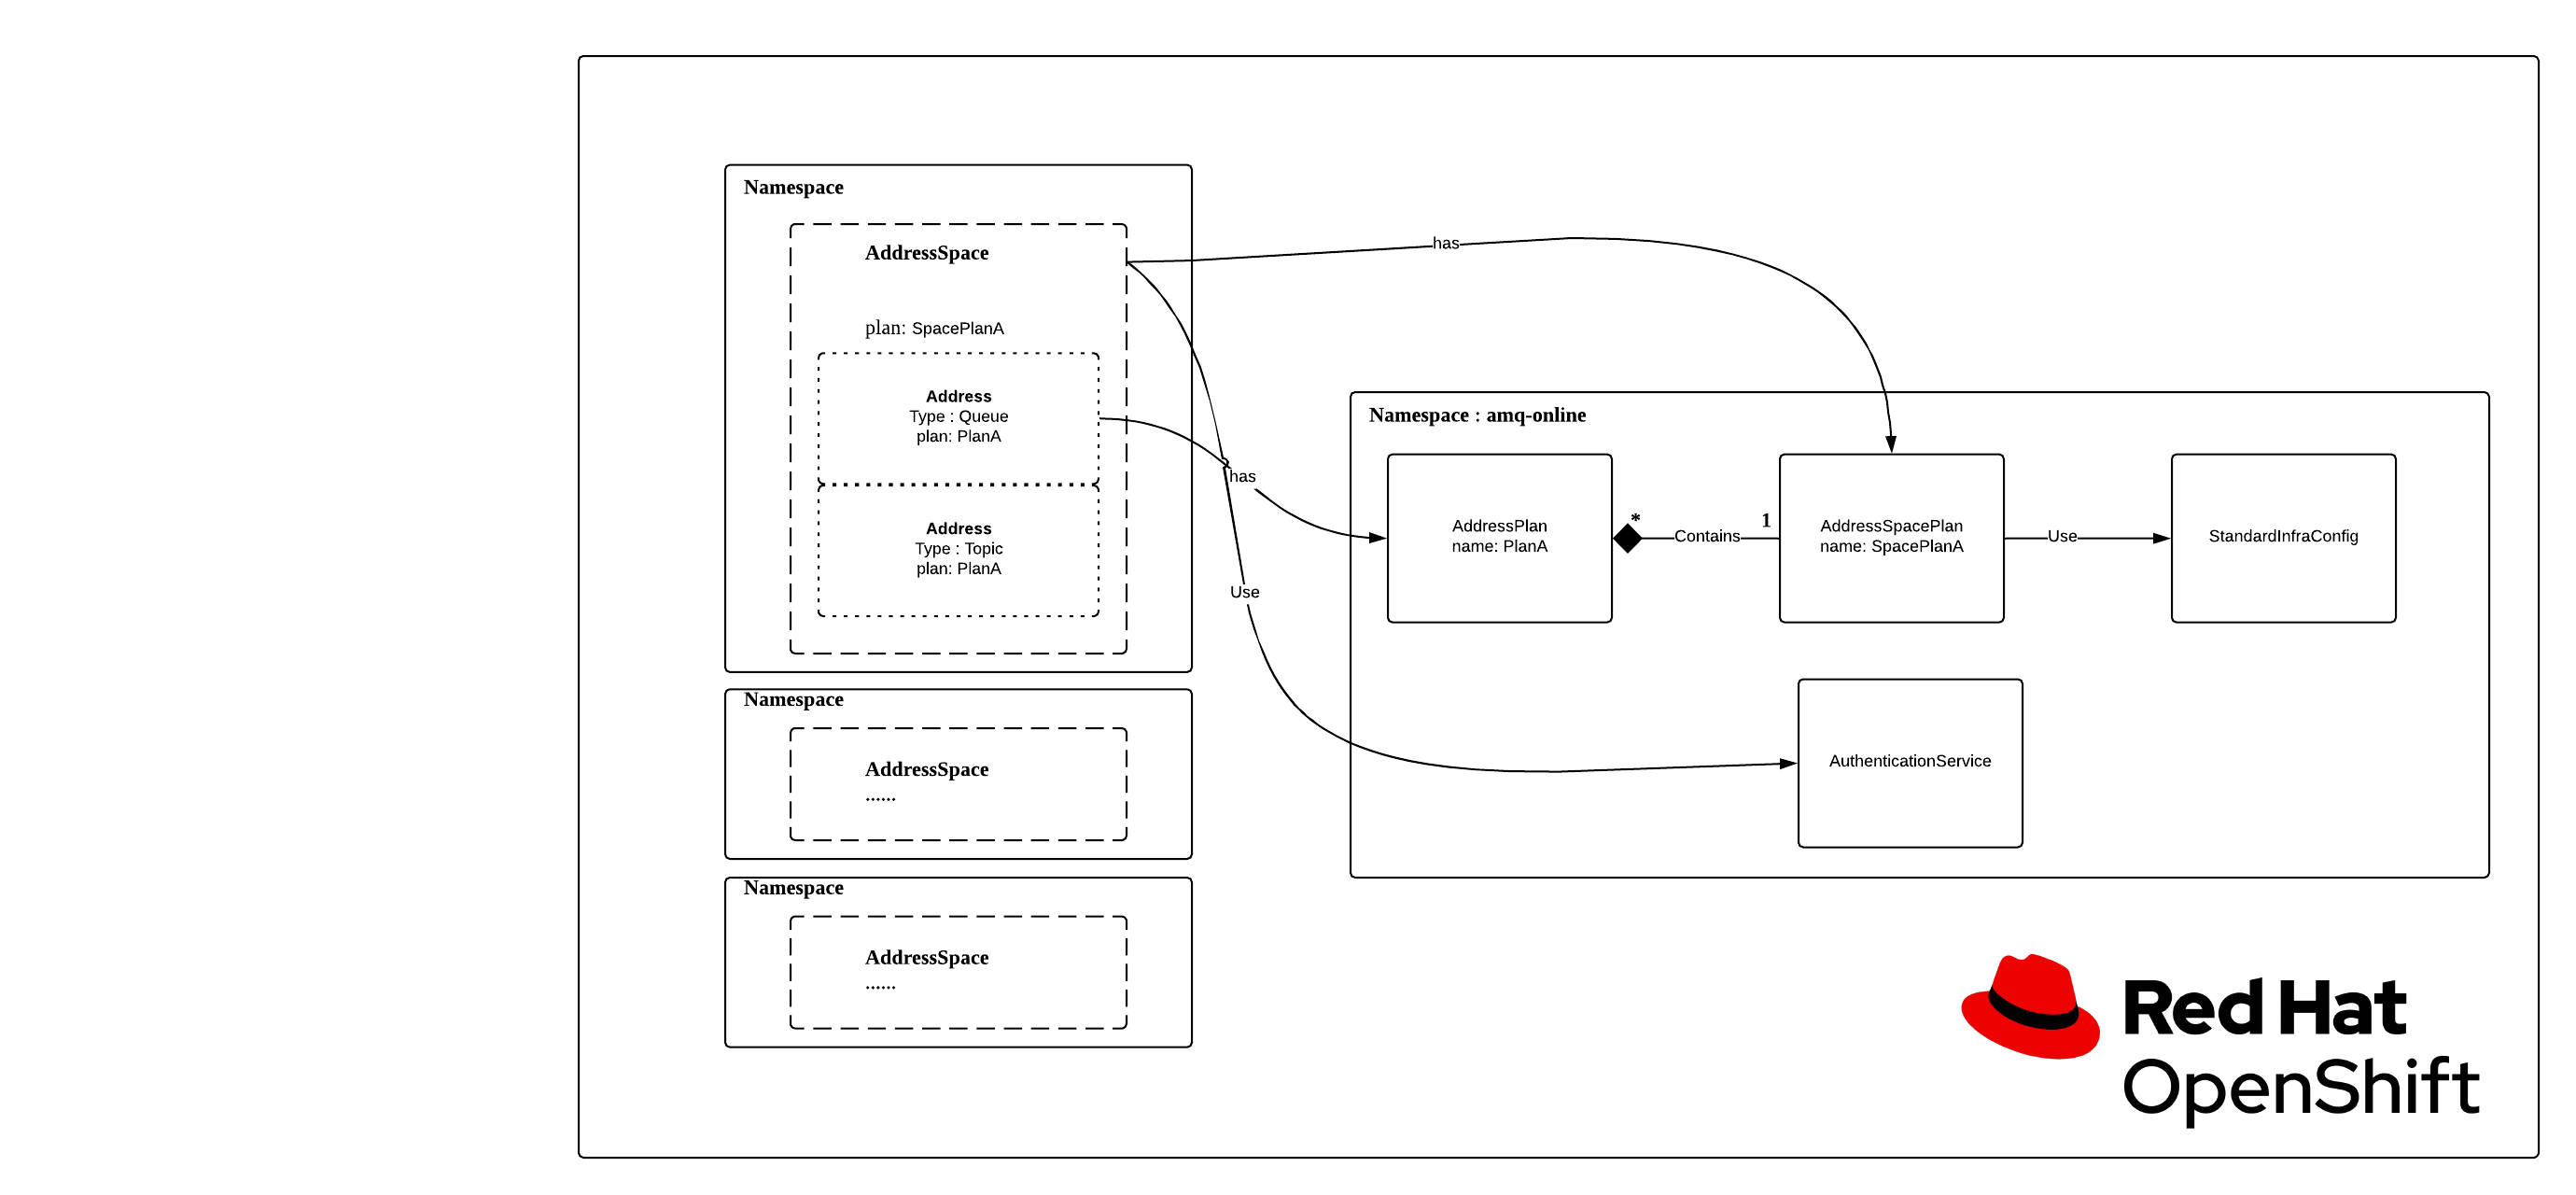 Namespace
AddressSpace
plan: SpacePlanA
Address
Type : Queue
plan: PlanA
Address
Type : Topic
plan: PlanA
has
has
Use
Namespace : amq-online
AddressPlan
name: PlanA
*
Contains
1
AddressSpacePlan
name: SpacePlanA
Use
StandardInfraConfig
AuthenticationService
Namespace
AddressSpace
......
Namespace
AddressSpace
......
Red Hat
OpenShift